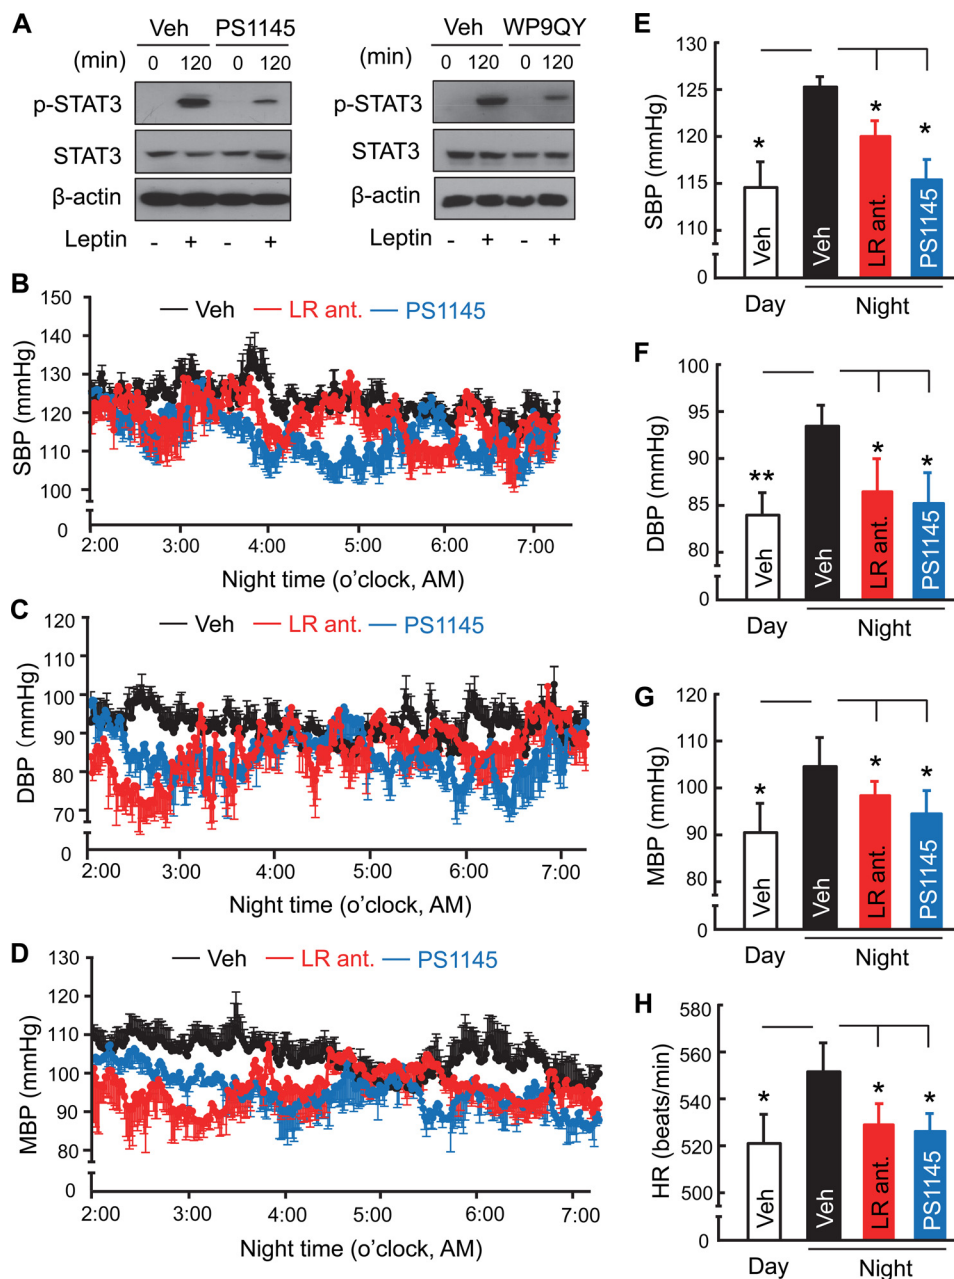 A
Veh PS1145
(min) 0 120 0 120
p-STAT3
STAT3
β-actin
Leptin - + - +
Veh WP9QY
(min) 0 120 0 120
p-STAT3
STAT3
β-actin
Leptin - + - +
B
Veh LR ant. PS1145
SBP (mmHg)
150
140
130
120
110
100
0
2:00 3:00 4:00 5:00 6:00 7:00
Night time (o'clock, AM)
C
Veh LR ant. PS1145
DBP (mmHg)
120
110
100
90
80
70
0
2:00 3:00 4:00 5:00 6:00 7:00
Night time (o'clock, AM)
D
Veh LR ant. PS1145
MBP (mmHg)
130
120
110
100
90
80
0
2:00 3:00 4:00 5:00 6:00 7:00
Night time (o'clock, AM)
E
SBP (mmHg)
130
125
120
115
110
0
* * *
Veh Veh LR ant. PS1145
Day Night
F
DBP (mmHg)
100
95
90
85
80
0
** * *
Veh Veh LR ant. PS1145
Day Night
G
MBP (mmHg)
120
100
90
80
0
* * *
Veh Veh LR ant. PS1145
Day Night
H
HR (beats/min)
580
560
540
520
500
0
* * *
Veh Veh LR ant. PS1145
Day Night